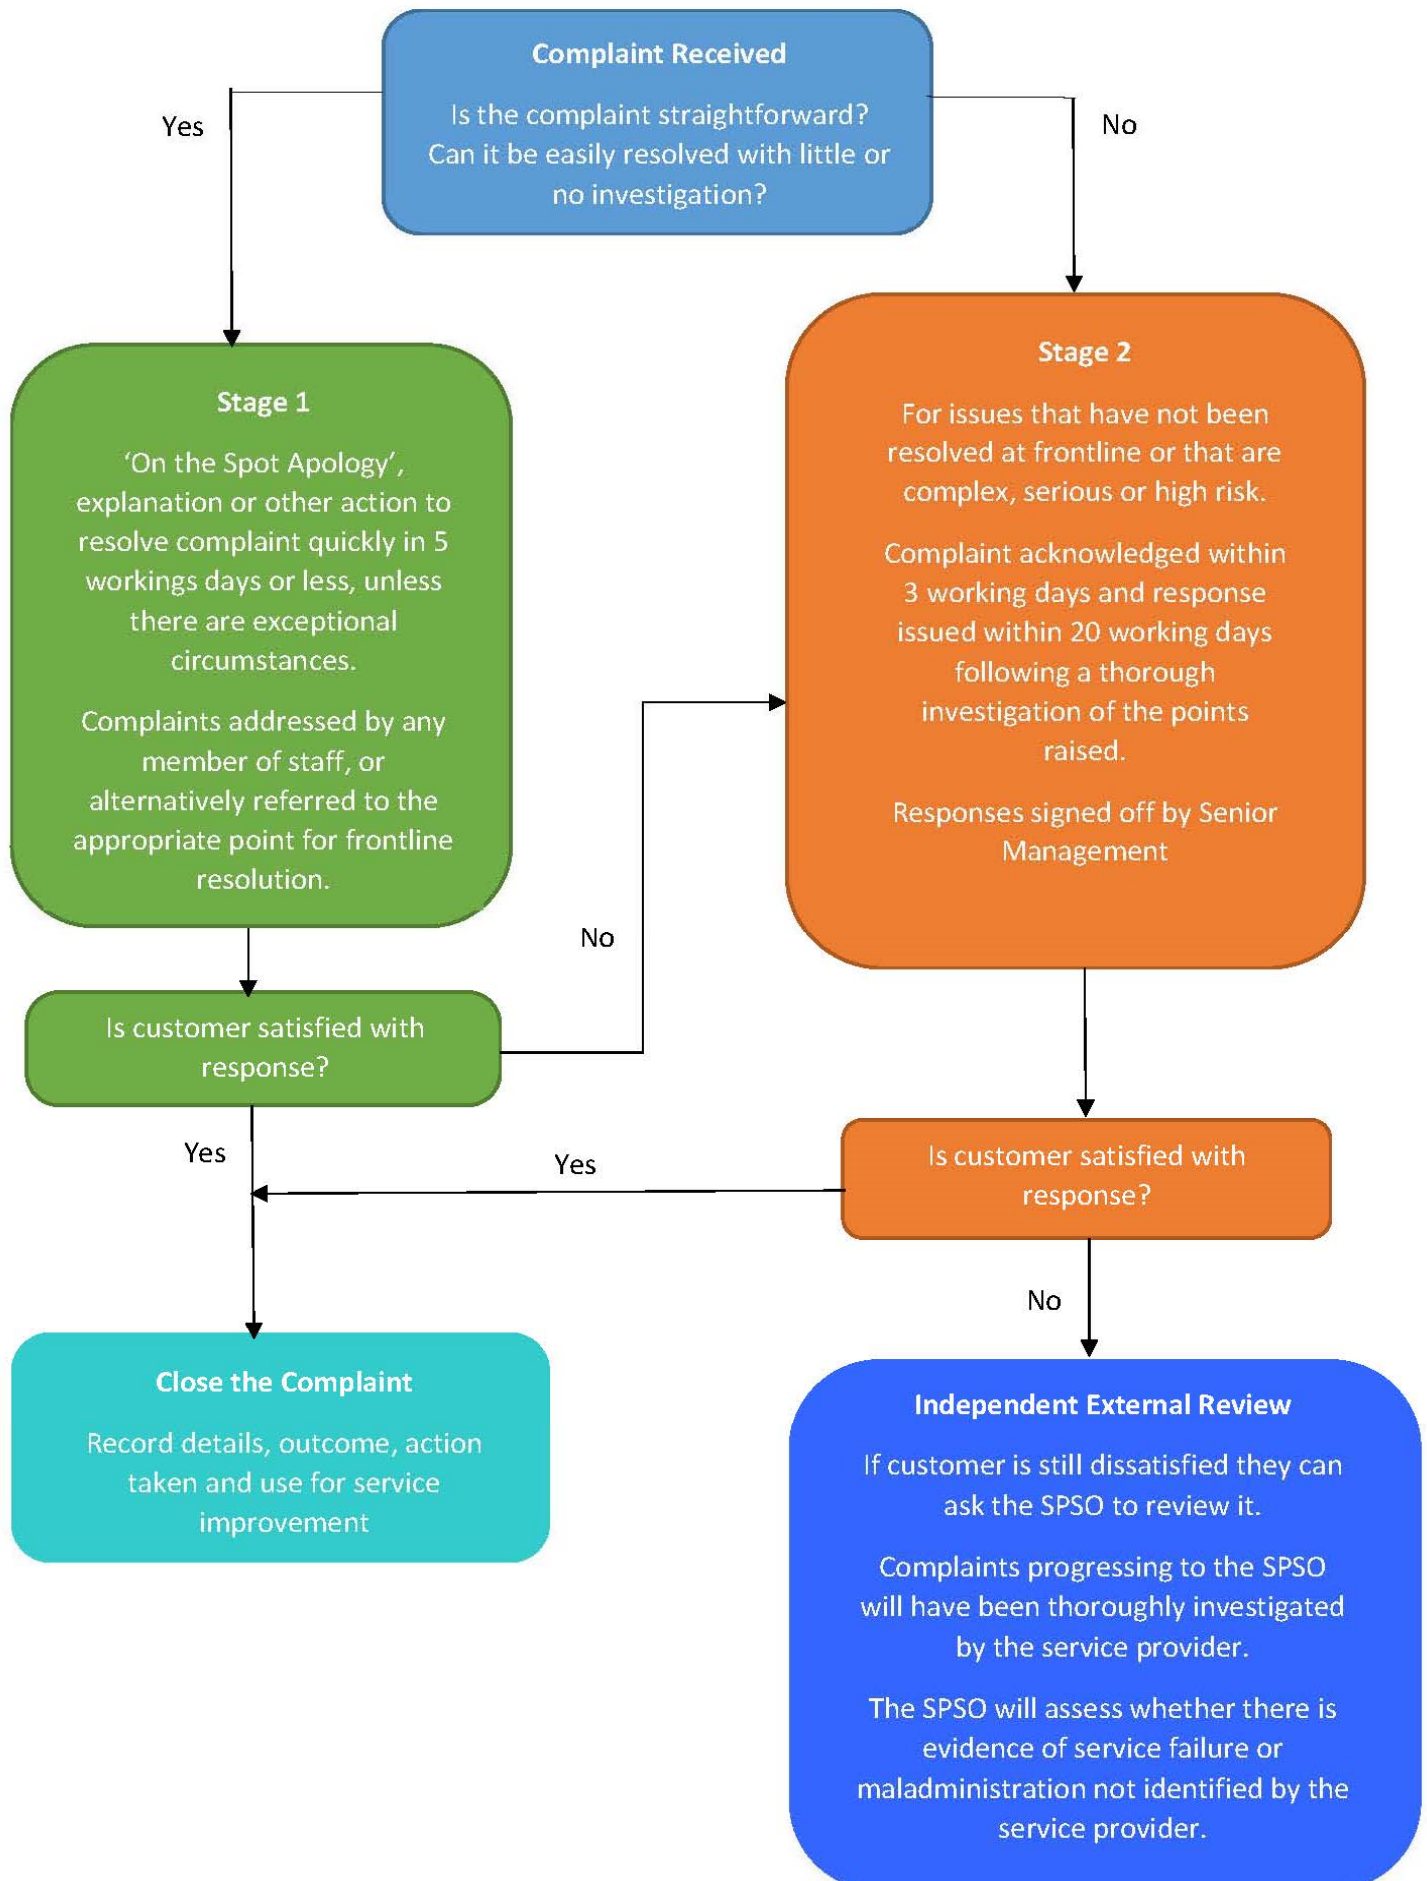 Complaint Received
Is the complaint straightforward?
Can it be easily resolved with little or
no investigation?
Yes
No
Stage 1
‘On the Spot Apology’,
explanation or other action to
resolve complaint quickly in 5
workings days or less, unless
there are exceptional
circumstances.
Complaints addressed by any
member of staff, or
alternatively referred to the
appropriate point for frontline
resolution.
Stage 2
For issues that have not been
resolved at frontline or that are
complex, serious or high risk.
Complaint acknowledged within
3 working days and response
issued within 20 working days
following a thorough
investigation of the points
raised.
Responses signed off by Senior
Management
No
Is customer satisfied with
response?
Yes
Yes
Is customer satisfied with
response?
No
Close the Complaint
Record details, outcome, action
taken and use for service
improvement
Independent External Review
If customer is still dissatisfied they can
ask the SPSO to review it.
Complaints progressing to the SPSO
will have been thoroughly investigated
by the service provider.
The SPSO will assess whether there is
evidence of service failure or
maladministration not identified by the
service provider.